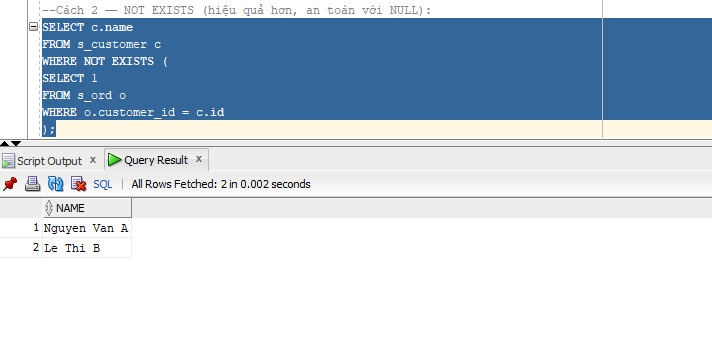 --Cách 2 — NOT EXISTS (hiệu quả hơn, an toàn với NULL):
SELECT c.name
FROM s_customer c
WHERE NOT EXISTS (
SELECT 1
FROM s_ord o
WHERE o.customer_id = c.id
);
Script Output x Query Result x
SQL | All Rows Fetched: 2 in 0.002 seconds
NAME
1 Nguyen Van A
2 Le Thi B